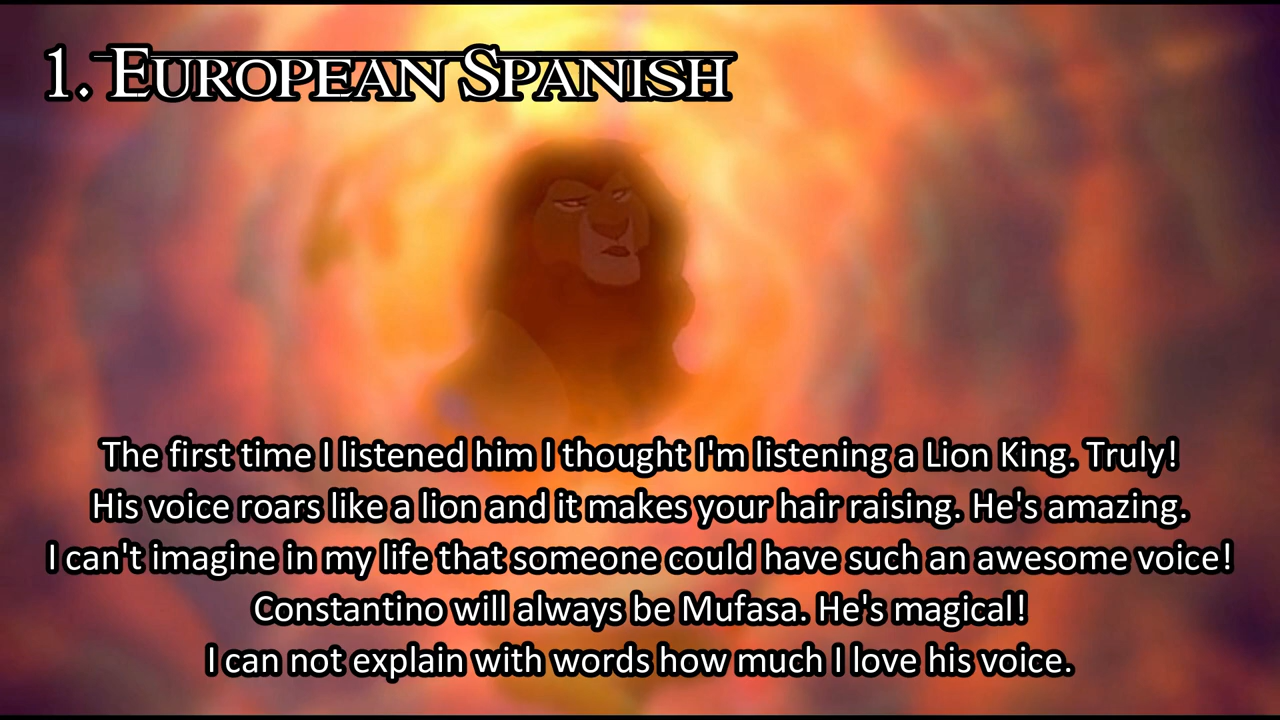 1. European Spanish
The first time I listened him I thought I'm listening a Lion King. Truly!
His voice roars like a lion and it makes your hair raising. He's amazing.
I can't imagine in my life that someone could have such an awesome voice!
Constantino will always be Mufasa. He's magical!
I can not explain with words how much I love his voice.